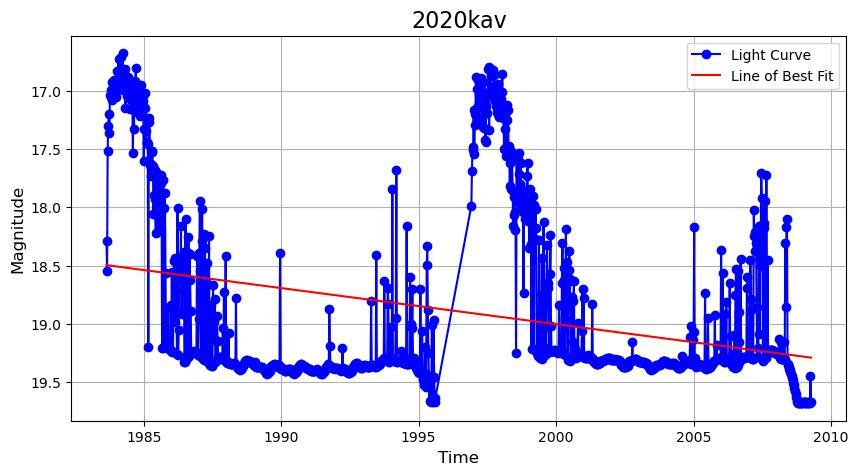 2020kav
Light Curve
Line of Best Fit
Magnitude
17.0
17.5
18.0
18.5
19.0
19.5
1985
1990
1995
2000
2005
2010
Time